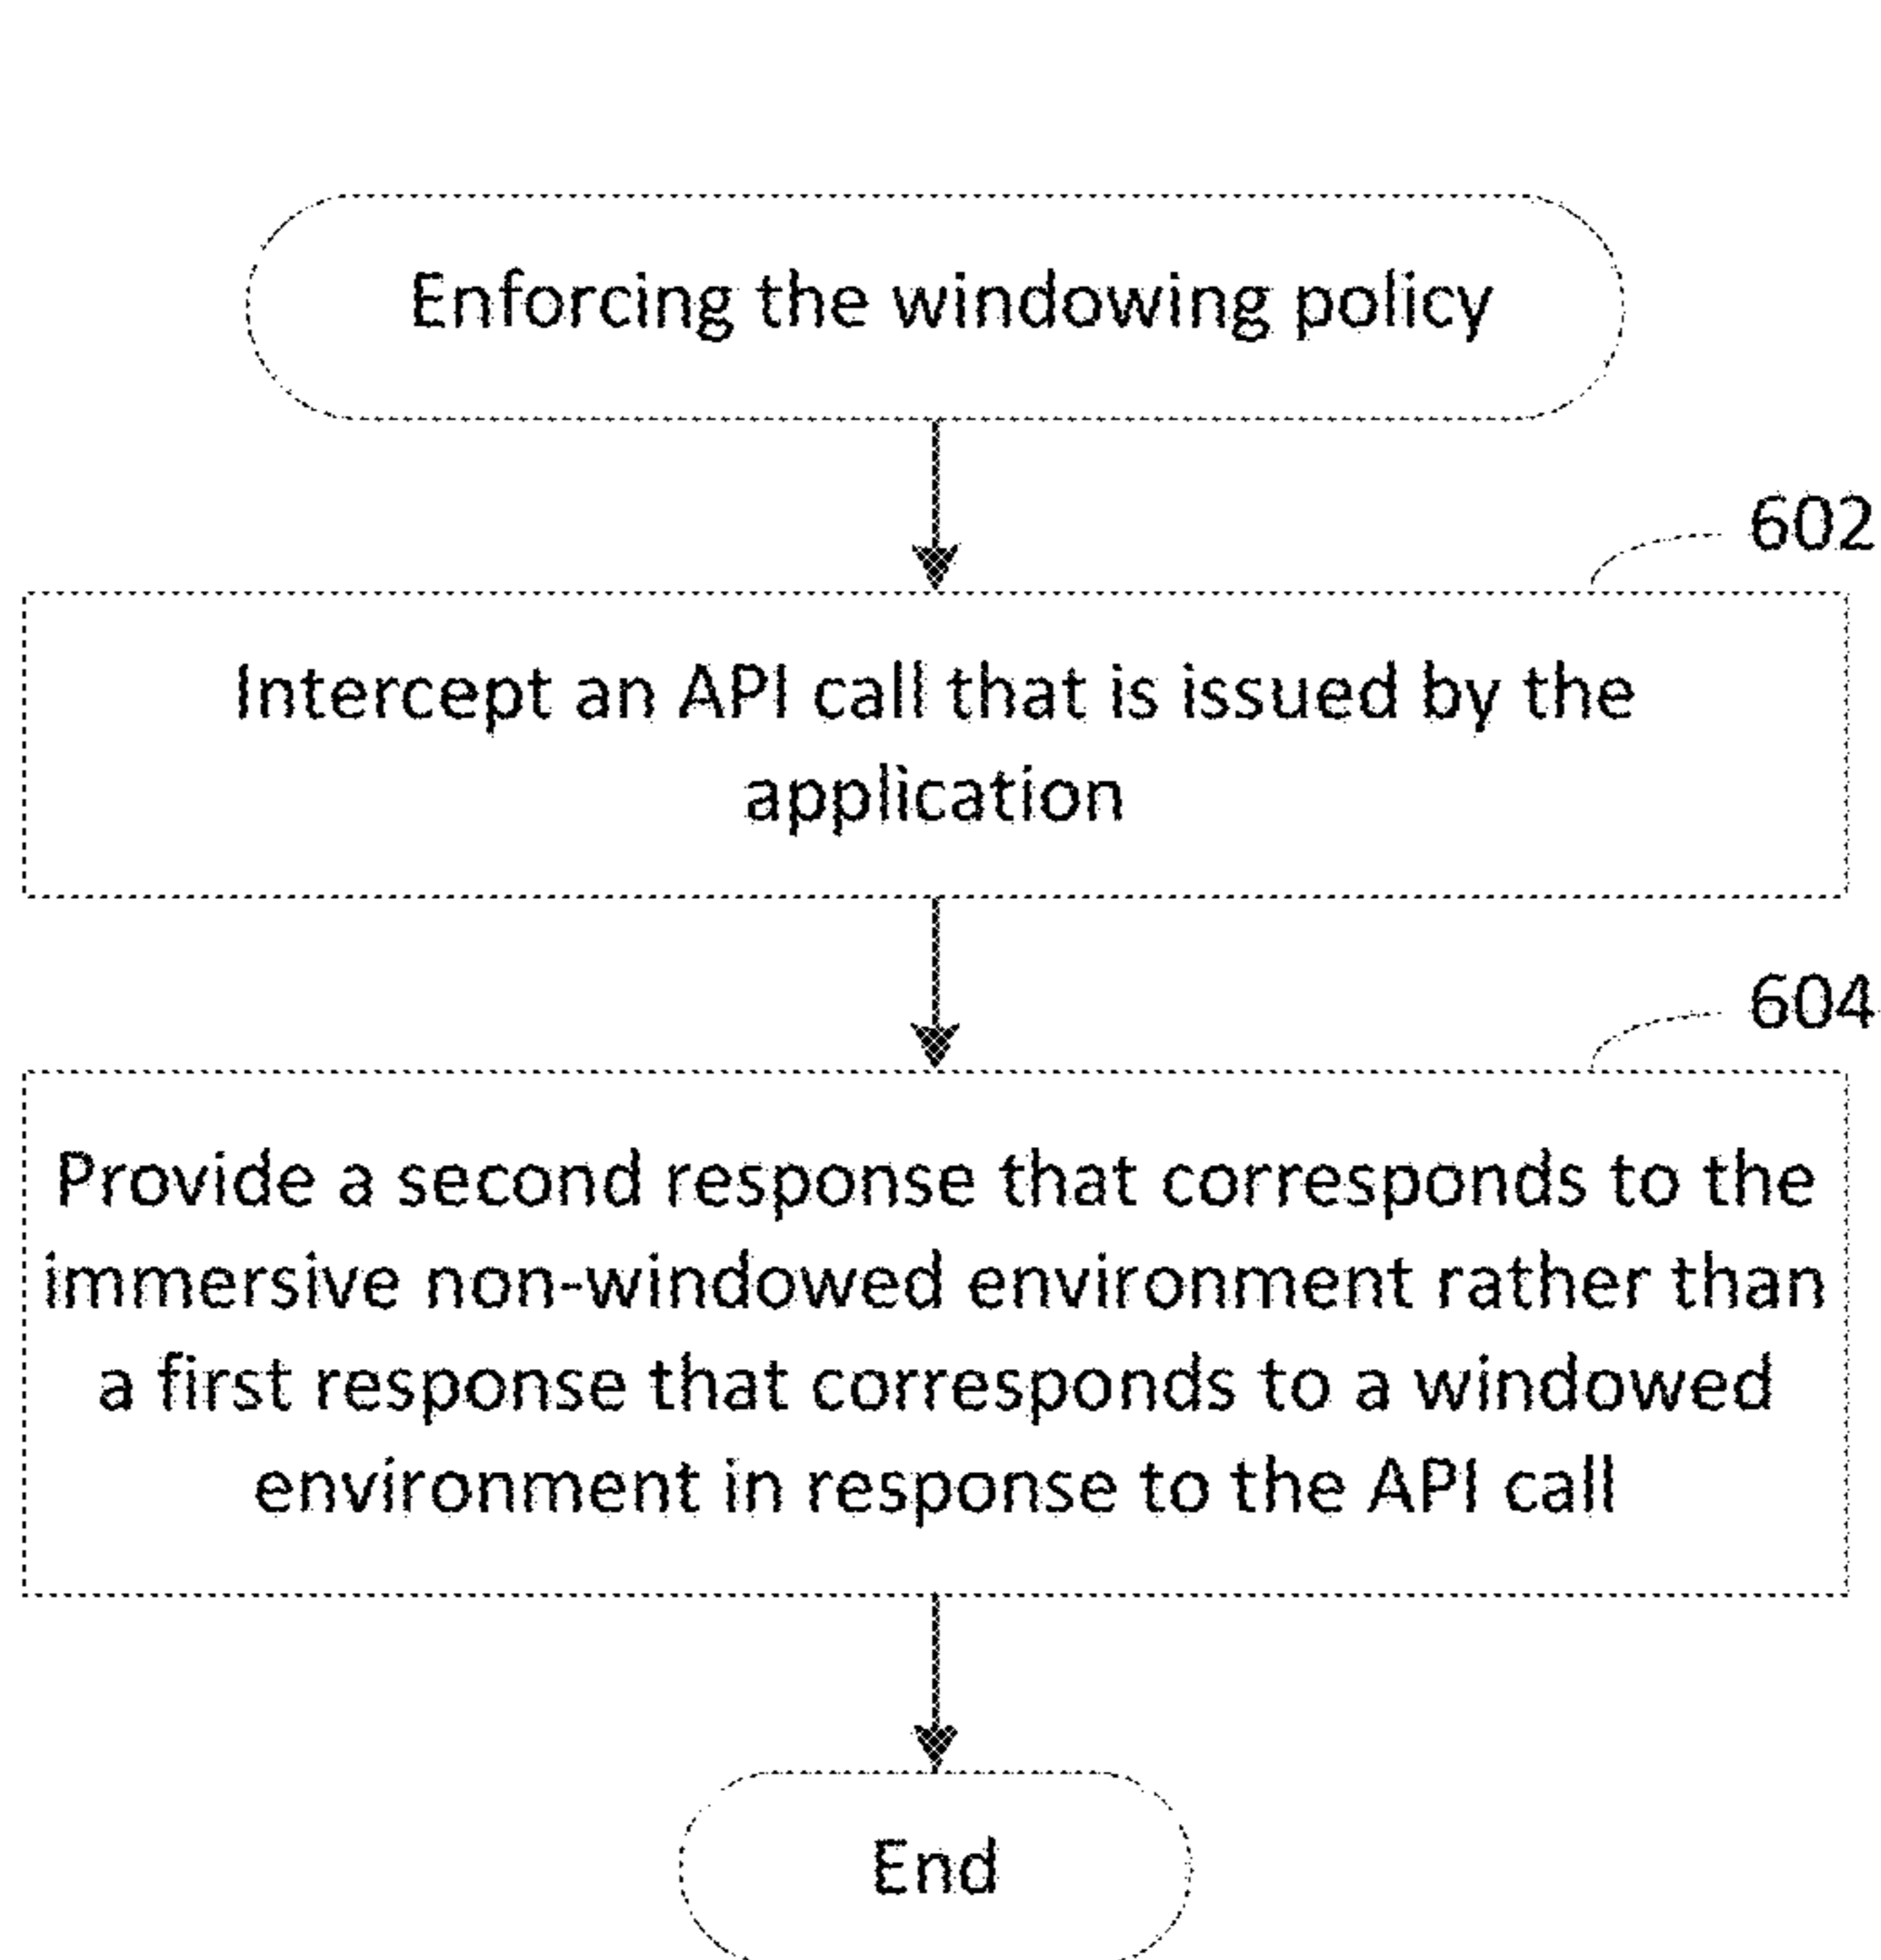 Enforcing the windowing policy
602
Intercept an API call that is issued by the
application
604
Provide a second response that corresponds to the
immersive non-windowed environment rather than
a first response that corresponds to a windowed
environment in response to the API call
End